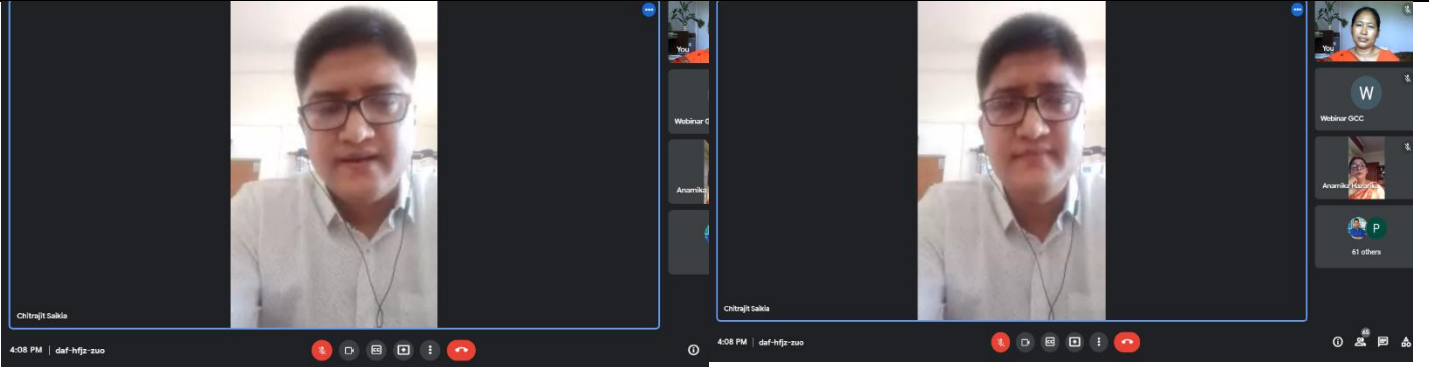 You
Webinar G
Anamika
Chitrajit Saikia
4:08 PM | daf-hfjz-zuo
You
W
Webinar GCC
Anamika Hazarika
P
61 others
Chitrajit Saikia
65
4:08 PM | daf-hfjz-zuo